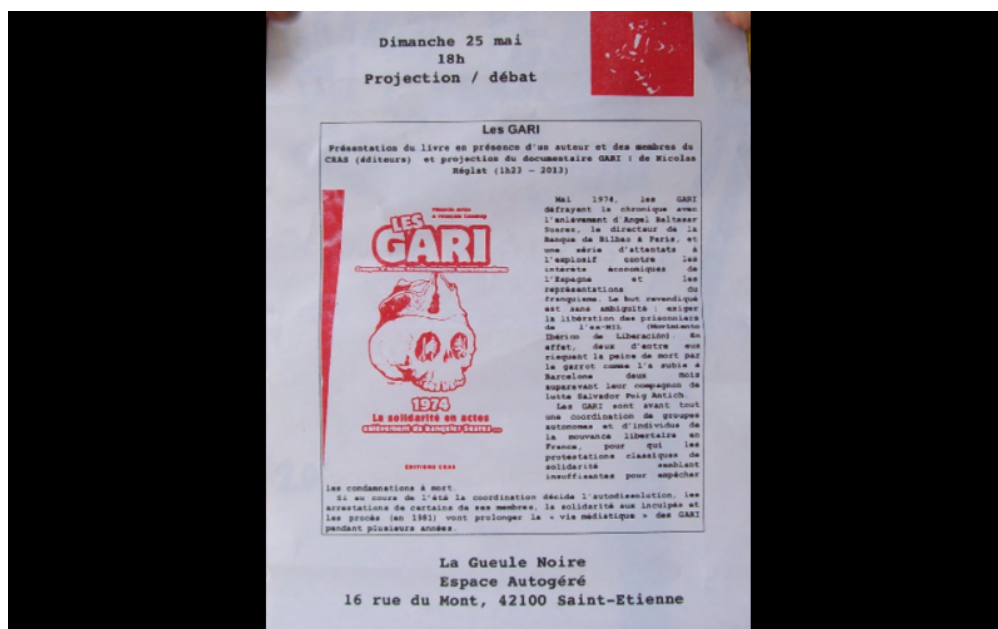 Dimanche 25 mai
18h
Projection / débat
Les GARI
Présentation du livre en présence d'un auteur et des membres du
CRAS (éditeurs) et projection du documentaire GARI : de Nicolas
Réglat (1h23 – 2013)
LES
GARI
1974
La solidarité en actes
enlèvement du banquier Suarez...
ÉDITIONS CRAS
Mai 1974, les GARI
défrayent la chronique avec
l'enlèvement d'Angel Baltasar
Suarez, le directeur de la
Banque de Bilbao à Paris, et
une série d'attentats à
l'explosif contre les
intérêts économiques de
l'Espagne et les
représentations du
franquisme. Le but revendiqué
est sans ambiguïté : exiger
la libération des prisonniers
de l'ex-MIL (Movimiento
Ibérico de Liberación). En
effet, deux d'entre eux
risquent la peine de mort par
le garrot comme l'a subie à
Barcelone deux mois
auparavant leur compagnon de
lutte Salvador Puig Antich.
Les GARI sont avant tout
une coordination de groupes
autonomes et d'individus de
la mouvance libertaire en
France, pour qui les
protestations classiques de
solidarité semblant
insuffisantes pour empêcher
les condamnations à mort.
Si au cours de l'été la coordination décide l'autodissolution, les
arrestations de certains de ses membres, la solidarité aux inculpés et
les procès (en 1981) vont prolonger la « vie médiatique » des GARI
pendant plusieurs années.
La Gueule Noire
Espace Autogéré
16 rue du Mont, 42100 Saint-Etienne